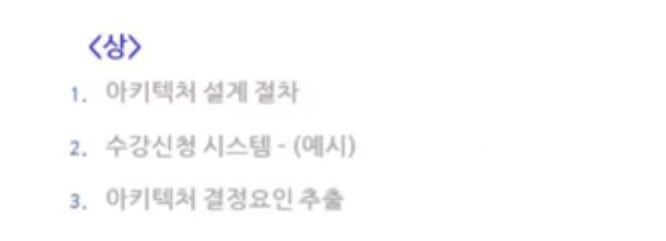 <상>
1. 아키텍처 설계 절차
2. 수강신청 시스템 - (예시)
3. 아키텍처 결정요인 추출